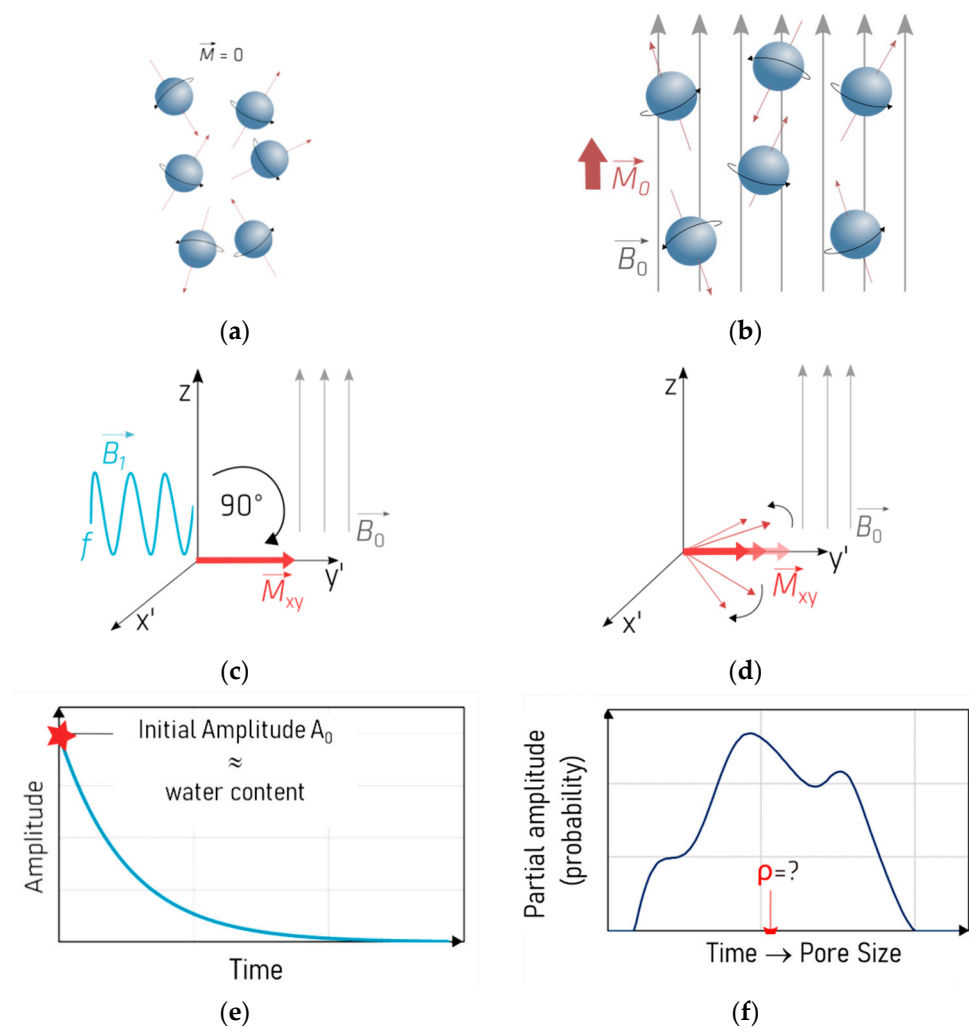 M = 0
M₀
B₀
(a)
(b)
z
B₁
f
90°
B₀
Mxy
y'
x'
z
B₀
y'
Mxy
x'
(c)
(d)
Initial Amplitude A₀
≈
water content
Amplitude
Time
Partial amplitude
(probability)
ρ=?
Time → Pore Size
(e)
(f)